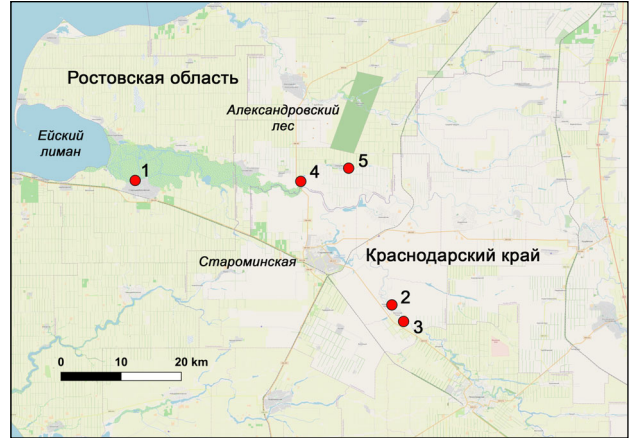 Ростовская область
Александровский
лес
Ейский
лиман
1
4
5
Староминская
Краснодарский край
2
3
0 10 20 km